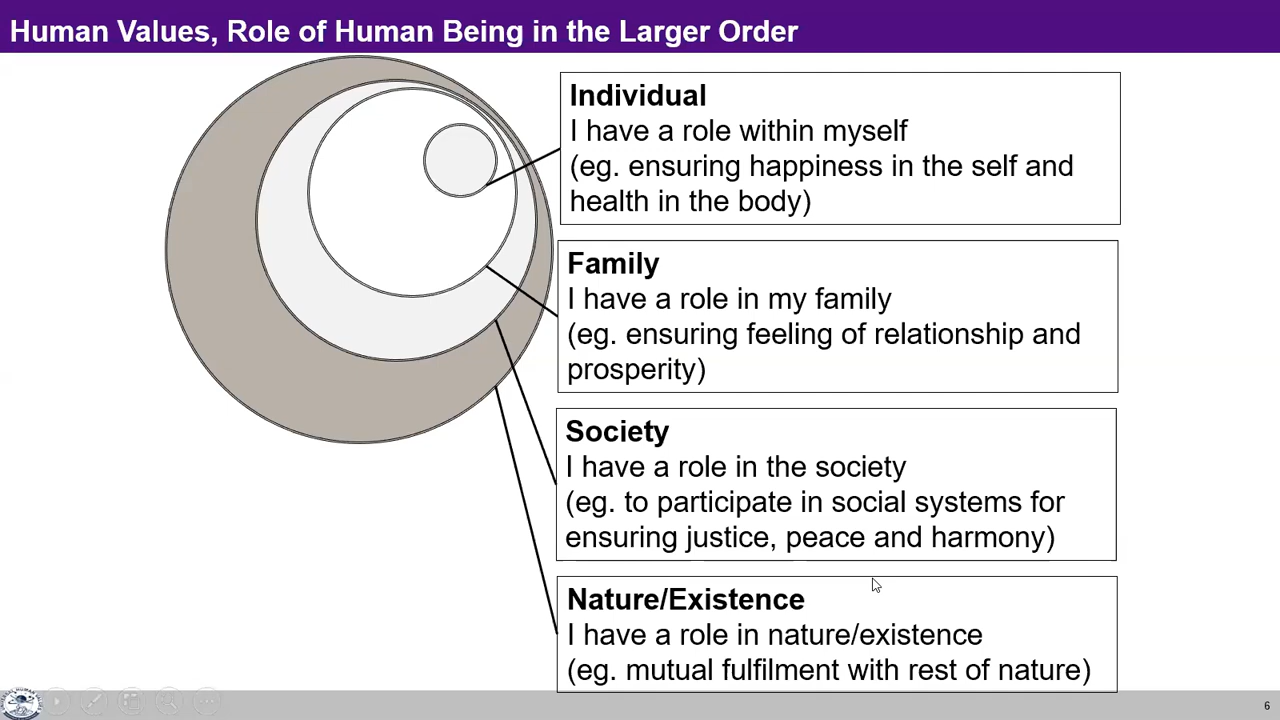 Human Values, Role of Human Being in the Larger Order
Individual
I have a role within myself
(eg. ensuring happiness in the self and
health in the body)
Family
I have a role in my family
(eg. ensuring feeling of relationship and
prosperity)
Society
I have a role in the society
(eg. to participate in social systems for
ensuring justice, peace and harmony)
Nature/Existence
I have a role in nature/existence
(eg. mutual fulfilment with rest of nature)
6